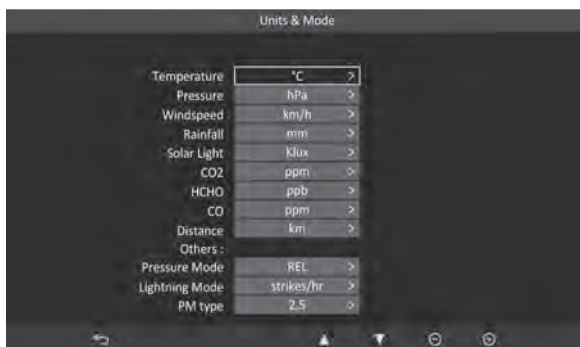 Units & Mode
Temperature °C >
Pressure hPa >
Windspeed km/h >
Rainfall mm >
Solar Light Klux >
CO2 ppm >
HCHO ppb >
CO ppm >
Distance km >
Others :
Pressure Mode REL >
Lightning Mode strikes/hr >
PM type 2.5 >